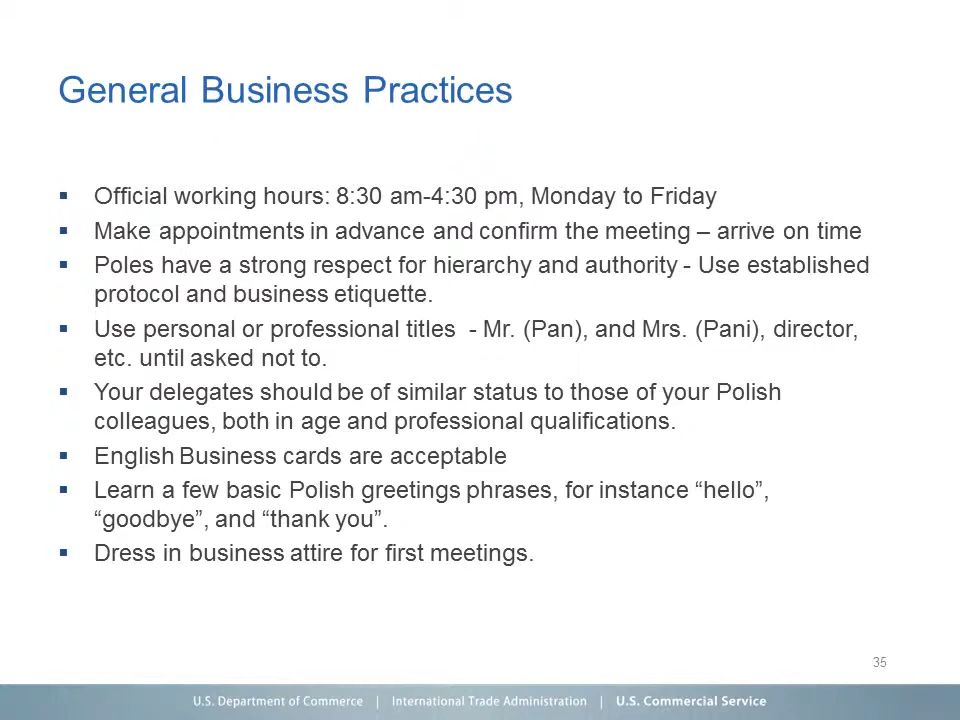 General Business Practices
▪ Official working hours: 8:30 am-4:30 pm, Monday to Friday
▪ Make appointments in advance and confirm the meeting – arrive on time
▪ Poles have a strong respect for hierarchy and authority - Use established
protocol and business etiquette.
▪ Use personal or professional titles  - Mr. (Pan), and Mrs. (Pani), director,
etc. until asked not to.
▪ Your delegates should be of similar status to those of your Polish
colleagues, both in age and professional qualifications.
▪ English Business cards are acceptable
▪ Learn a few basic Polish greetings phrases, for instance “hello”,
“goodbye”, and “thank you”.
▪ Dress in business attire for first meetings.
35
U.S. Department of Commerce | International Trade Administration | U.S. Commercial Service